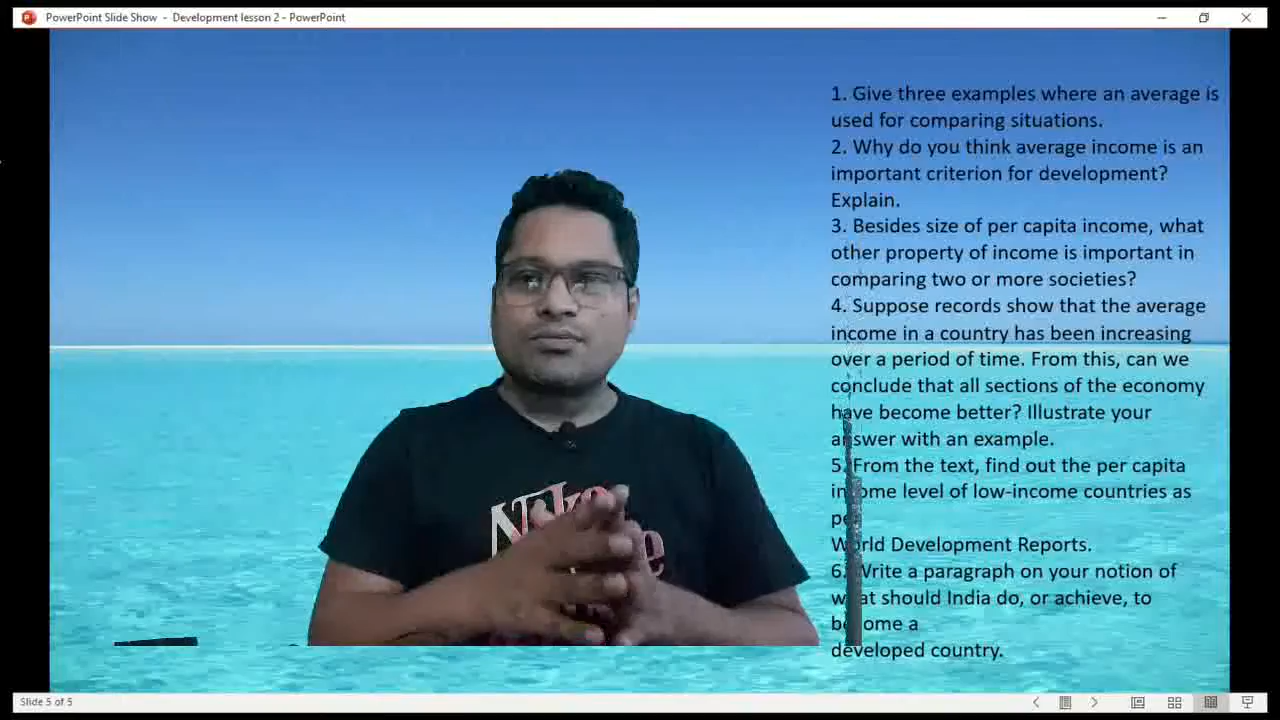 PowerPoint Slide Show - Development lesson 2 - PowerPoint
1. Give three examples where an average is
used for comparing situations.
2. Why do you think average income is an
important criterion for development?
Explain.
3. Besides size of per capita income, what
other property of income is important in
comparing two or more societies?
4. Suppose records show that the average
income in a country has been increasing
over a period of time. From this, can we
conclude that all sections of the economy
have become better? Illustrate your
answer with an example.
5. From the text, find out the per capita
income level of low-income countries as
per
World Development Reports.
6. Write a paragraph on your notion of
what should India do, or achieve, to
become a
developed country.
Slide 5 of 5